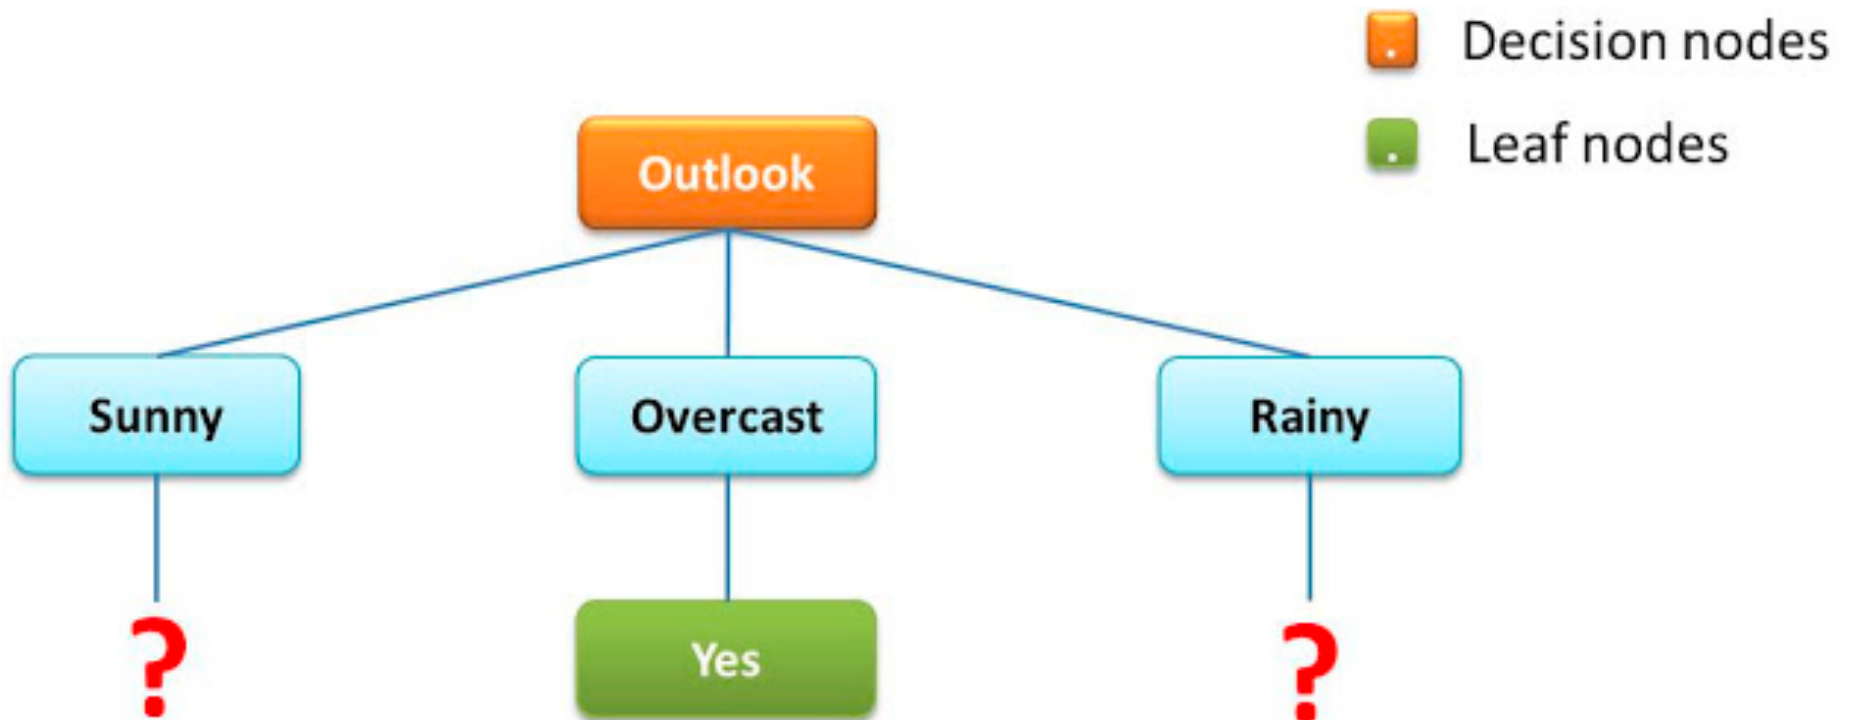 Decision nodes
Leaf nodes
Outlook
Sunny
Overcast
Rainy
?
Yes
?